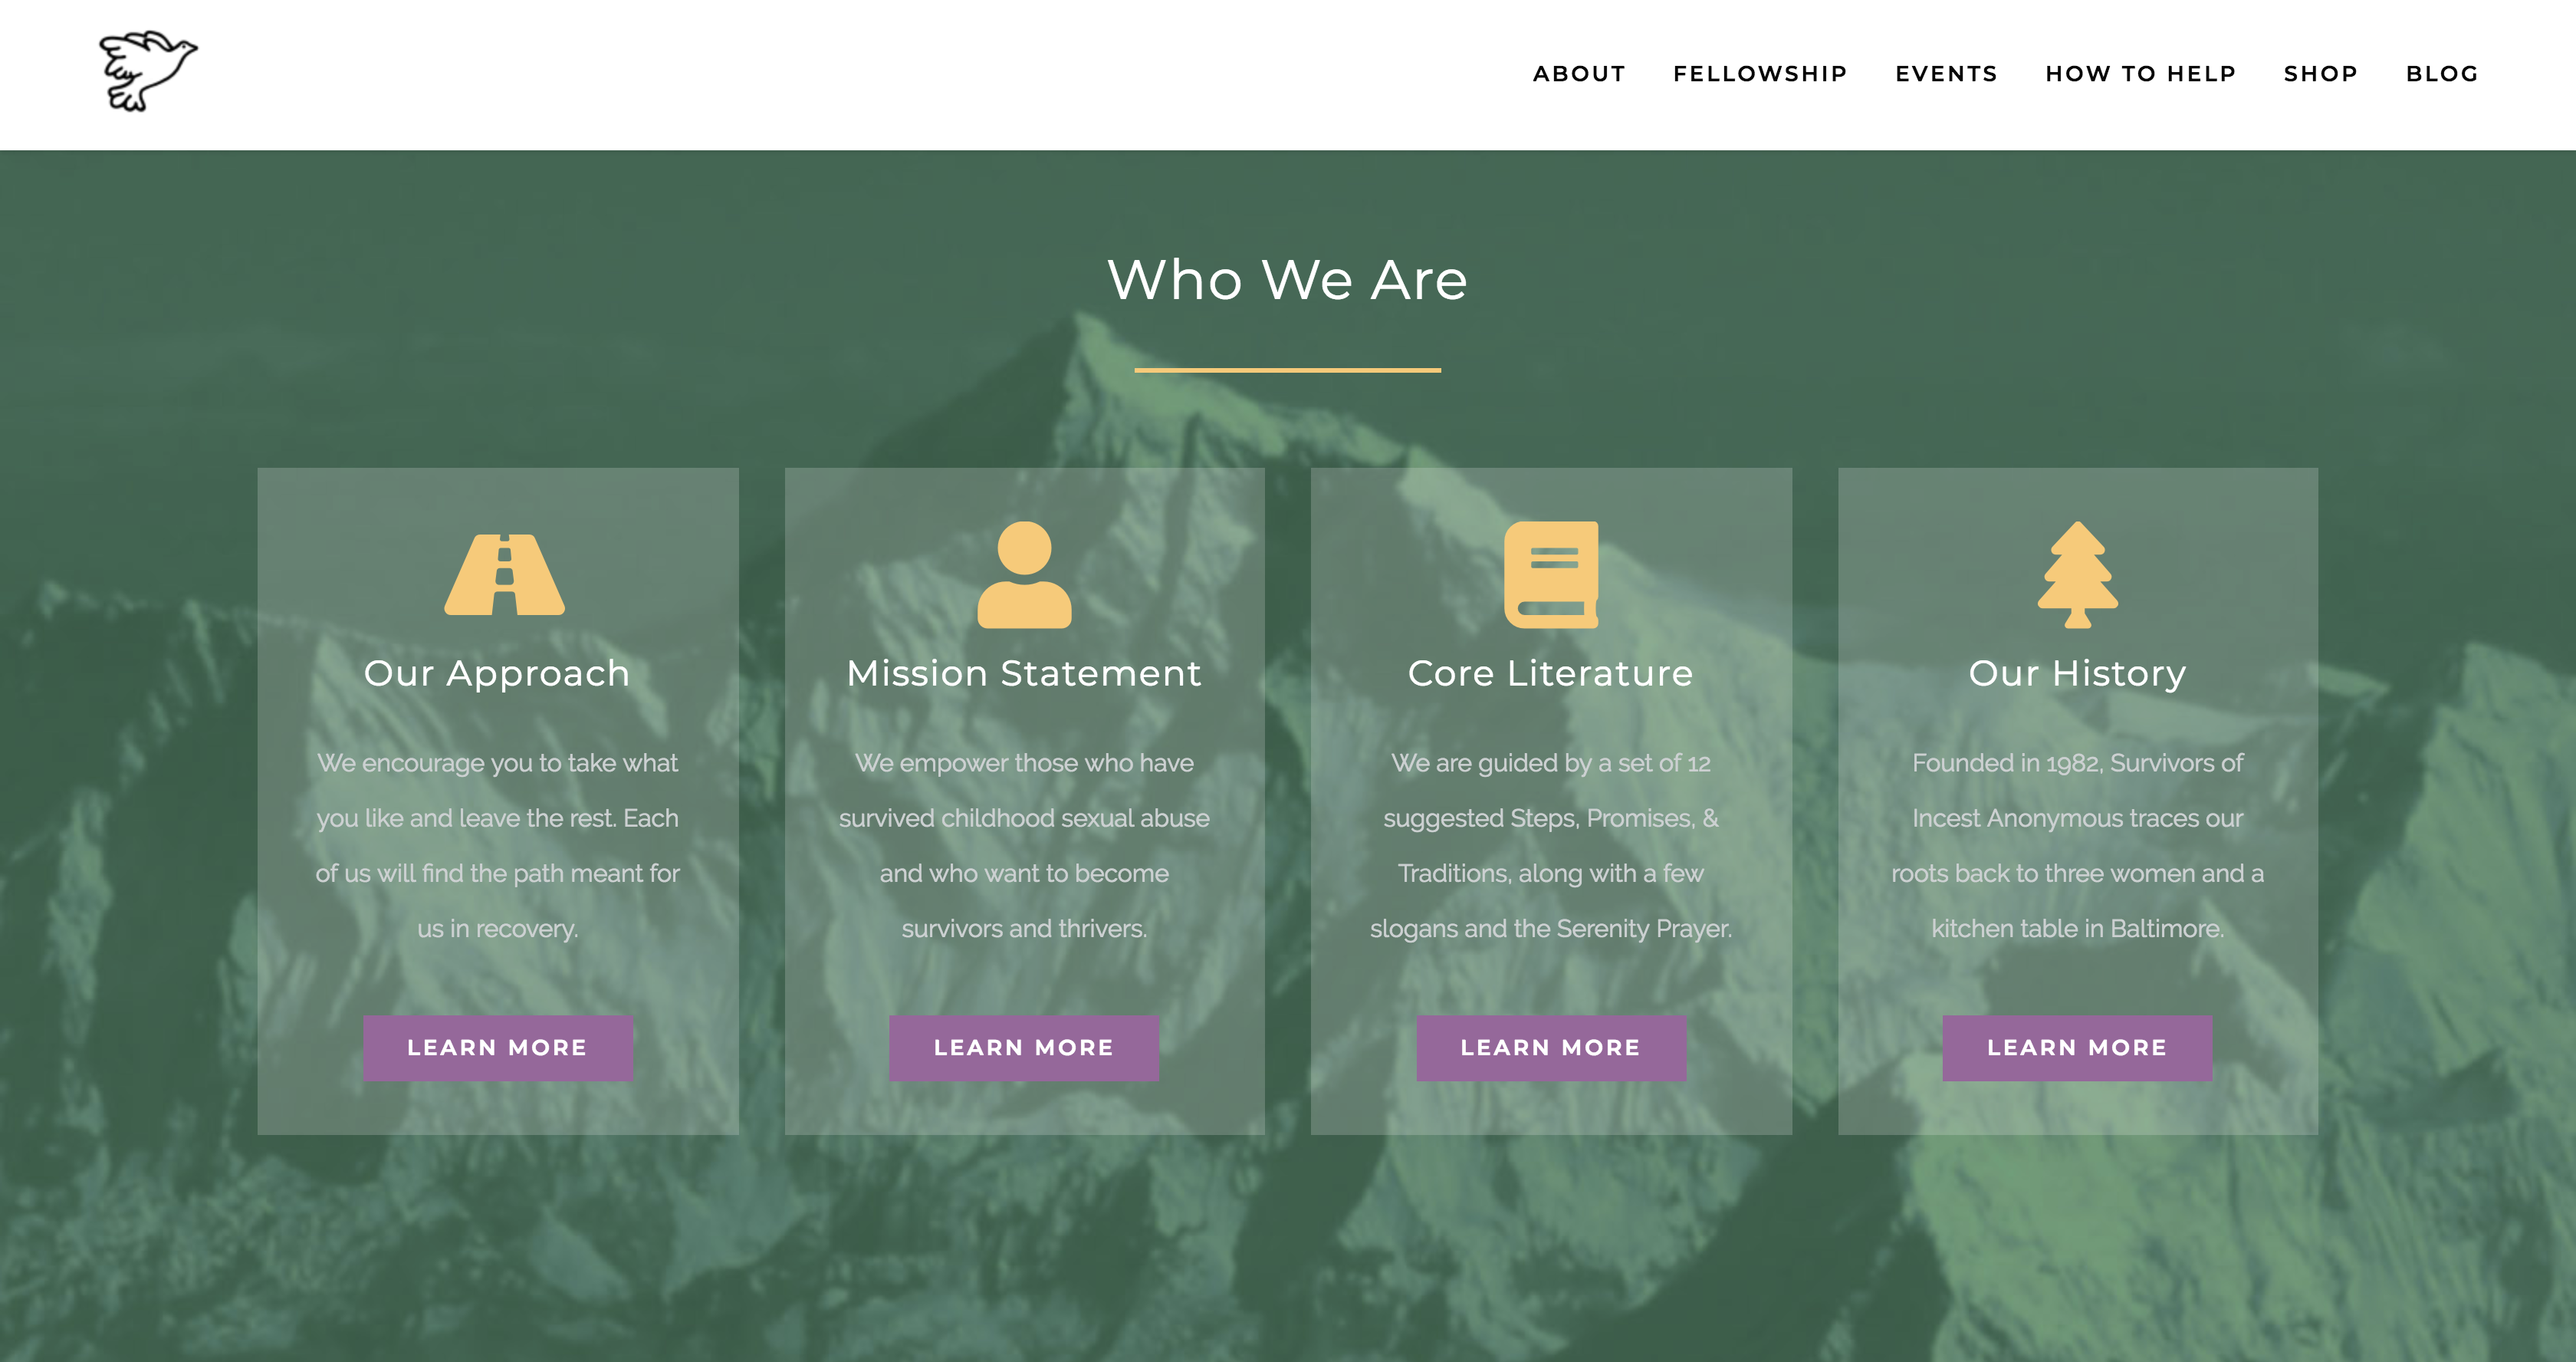 ABOUT FELLOWSHIP EVENTS HOW TO HELP SHOP BLOG
Who We Are
Our Approach
We encourage you to take what
you like and leave the rest. Each
of us will find the path meant for
us in recovery.
LEARN MORE
Mission Statement
We empower those who have
survived childhood sexual abuse
and who want to become
survivors and thrivers.
LEARN MORE
Core Literature
We are guided by a set of 12
suggested Steps, Promises, &
Traditions, along with a few
slogans and the Serenity Prayer.
LEARN MORE
Our History
Founded in 1982, Survivors of
Incest Anonymous traces our
roots back to three women and a
kitchen table in Baltimore.
LEARN MORE